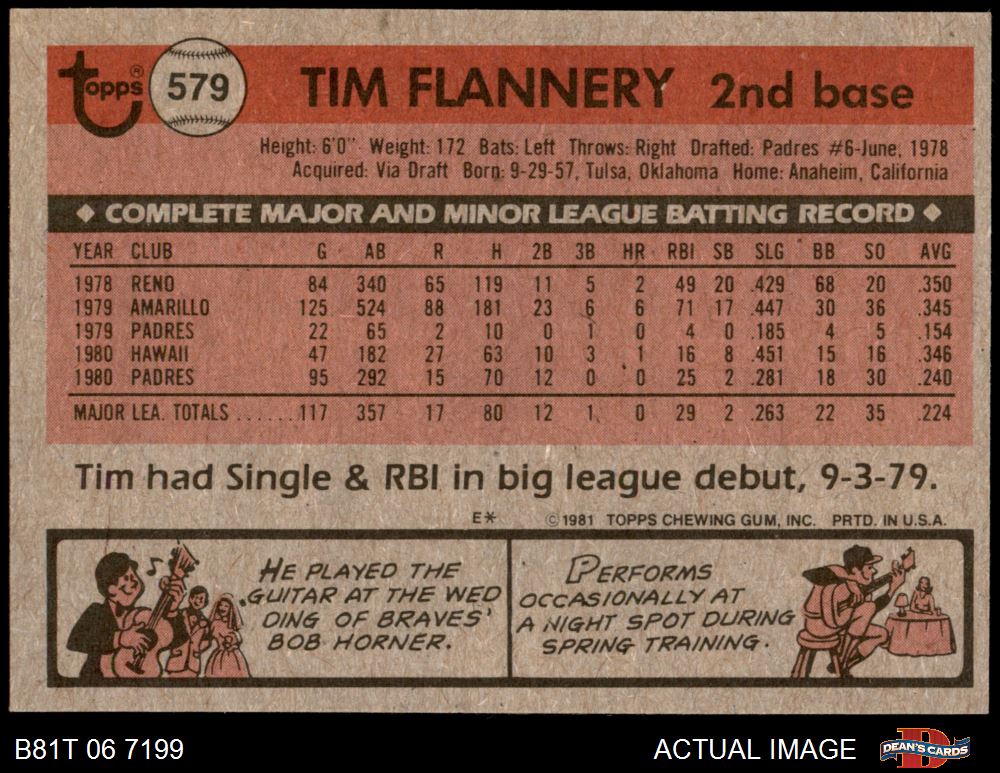 Topps® 579 TIM FLANNERY 2nd base
Height: 6'0" Weight: 172 Bats: Left Throws: Right Drafted: Padres #6-June, 1978
Acquired: Via Draft Born: 9-29-57, Tulsa, Oklahoma Home: Anaheim, California
◆ COMPLETE MAJOR AND MINOR LEAGUE BATTING RECORD ◆
YEAR CLUB G AB R H 2B 3B HR RBI SB SLG BB SO AVG
1978 RENO 84 340 65 119 11 5 2 49 20 .429 68 20 .350
1979 AMARILLO 125 524 88 181 23 6 6 71 17 .447 30 36 .345
1979 PADRES 22 65 2 10 0 1 0 4 0 .185 4 5 .154
1980 HAWAII 47 182 27 63 10 3 1 16 8 .451 15 16 .346
1980 PADRES 95 292 15 70 12 0 0 25 2 .281 18 30 .240
MAJOR LEA. TOTALS ...... 117 357 17 80 12 1 0 29 2 .263 22 35 .224
Tim had Single & RBI in big league debut, 9-3-79.
E* © 1981 TOPPS CHEWING GUM, INC. PRTD. IN U.S.A.
HE PLAYED THE
GUITAR AT THE WED
DING OF BRAVES'
BOB HORNER.
PERFORMS
OCCASIONALLY AT
A NIGHT SPOT DURING
SPRING TRAINING.
B81T 06 7199 ACTUAL IMAGE DEAN'S CARDS